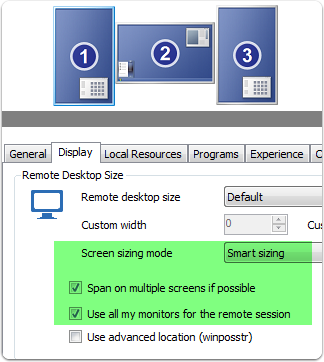 1
2
3
General Display Local Resources Programs Experience
Remote Desktop Size
Remote desktop size Default
Custom width 0
Screen sizing mode Smart sizing
Span on multiple screens if possible
Use all my monitors for the remote session
Use advanced location (winposstr)